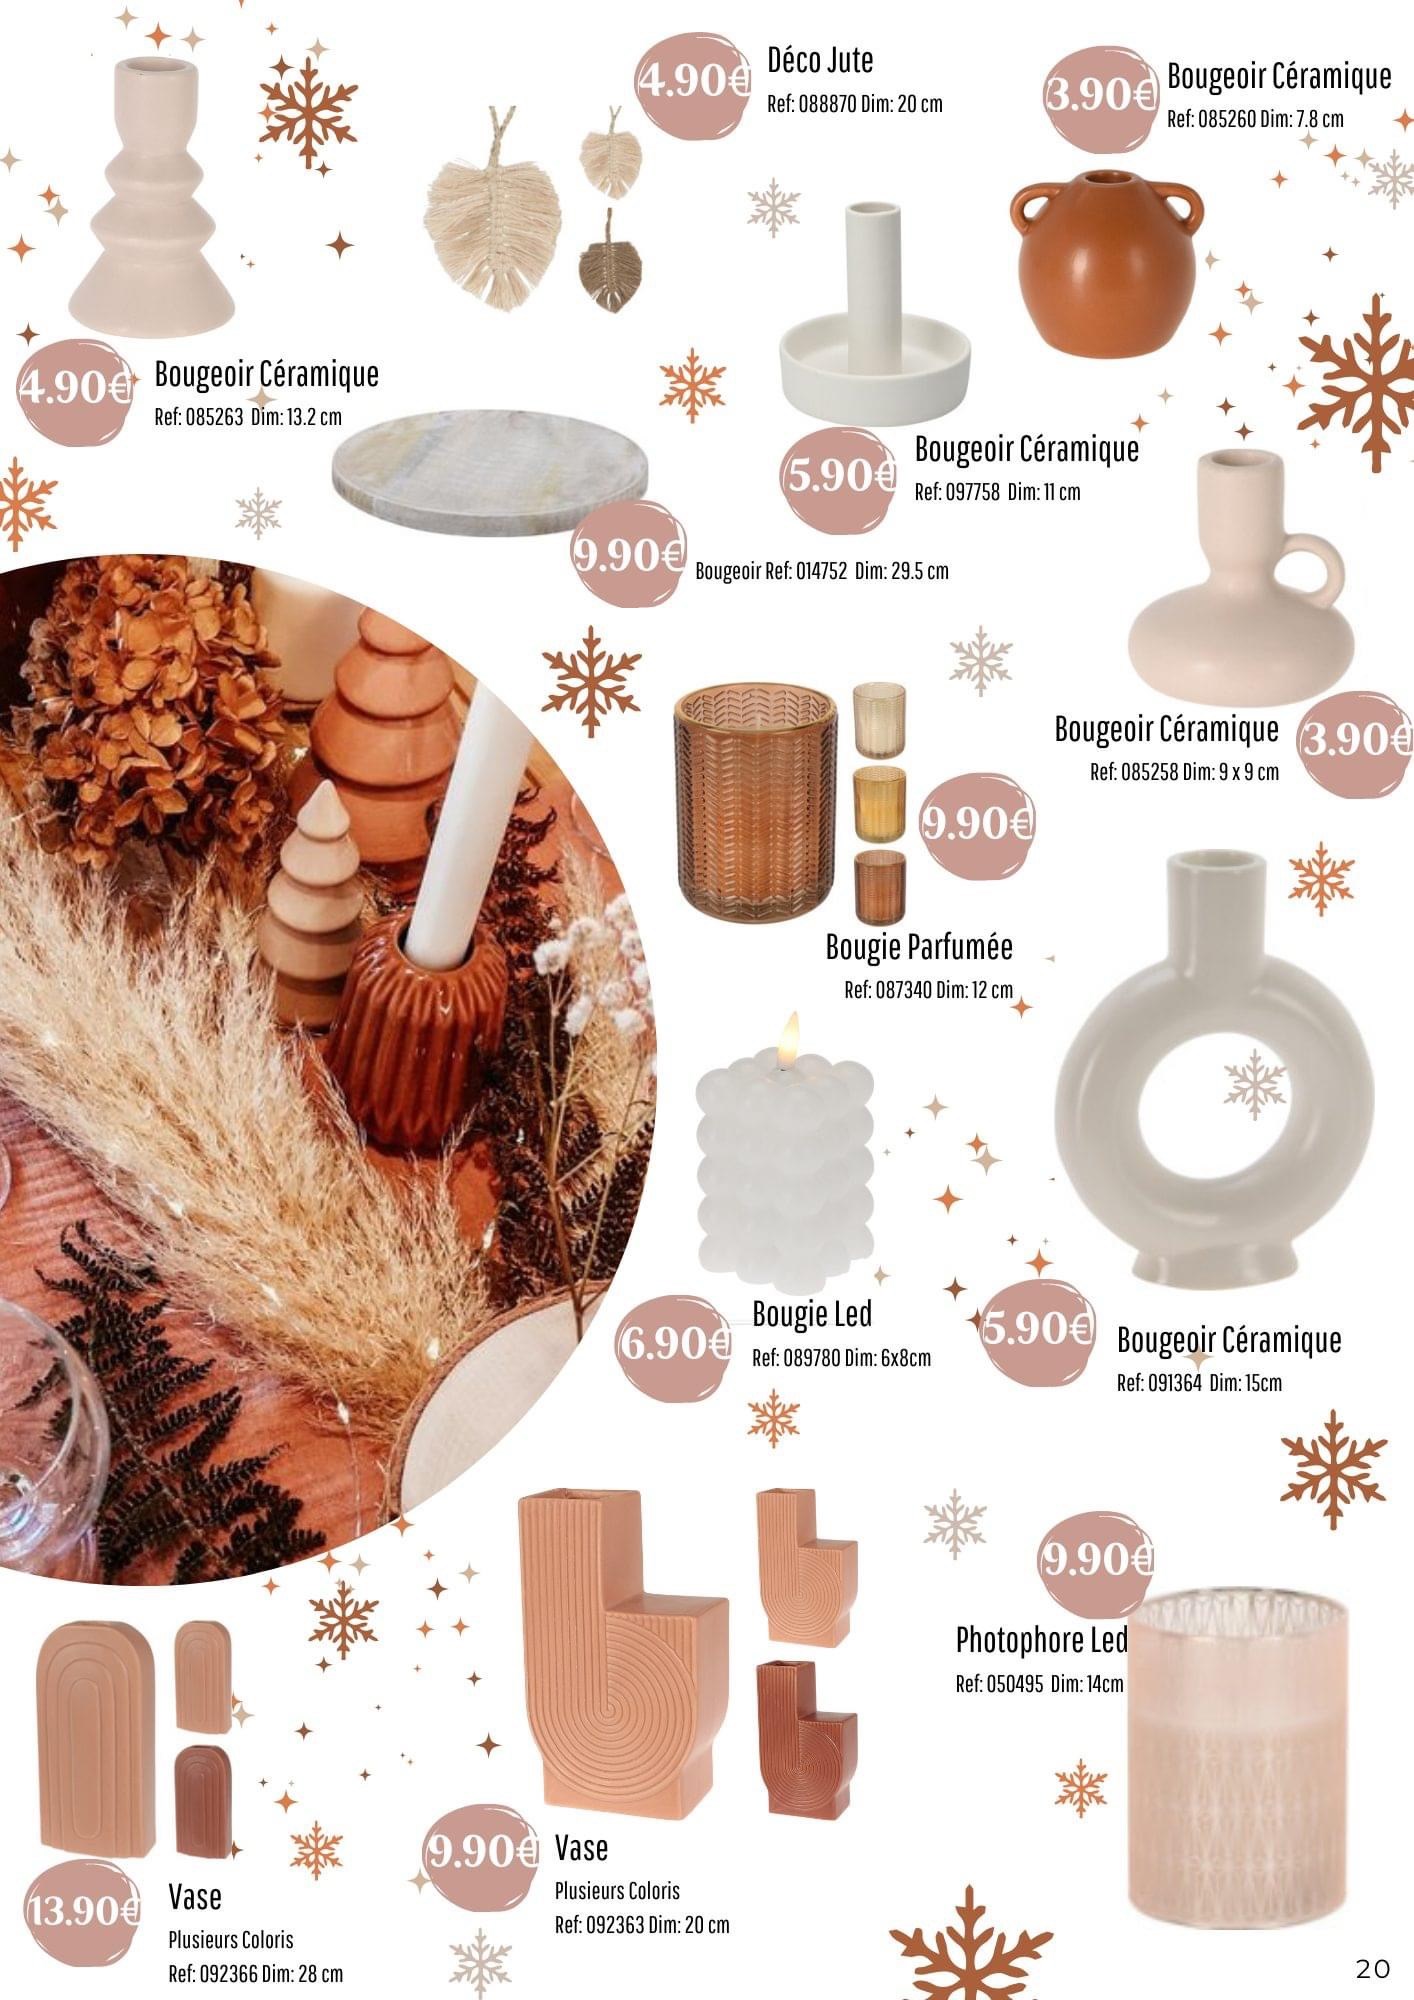 4.90€
Déco Jute
Ref: 088870 Dim: 20 cm
3.90€
Bougeoir Céramique
Ref: 085260 Dim: 7.8 cm
4.90€
Bougeoir Céramique
Ref: 085263 Dim: 13.2 cm
5.90€
Bougeoir Céramique
Ref: 097758 Dim: 11 cm
9.90€
Bougeoir Ref: 014752 Dim: 29.5 cm
Bougeoir Céramique
Ref: 085258 Dim: 9 x 9 cm
3.90€
9.90€
Bougie Parfumée
Ref: 087340 Dim: 12 cm
6.90€
Bougie Led
Ref: 089780 Dim: 6x8cm
5.90€
Bougeoir Céramique
Ref: 091364 Dim: 15cm
9.90€
Photophore Led
Ref: 050495 Dim: 14cm
13.90€
Vase
Plusieurs Coloris
Ref: 092366 Dim: 28 cm
9.90€
Vase
Plusieurs Coloris
Ref: 092363 Dim: 20 cm
20